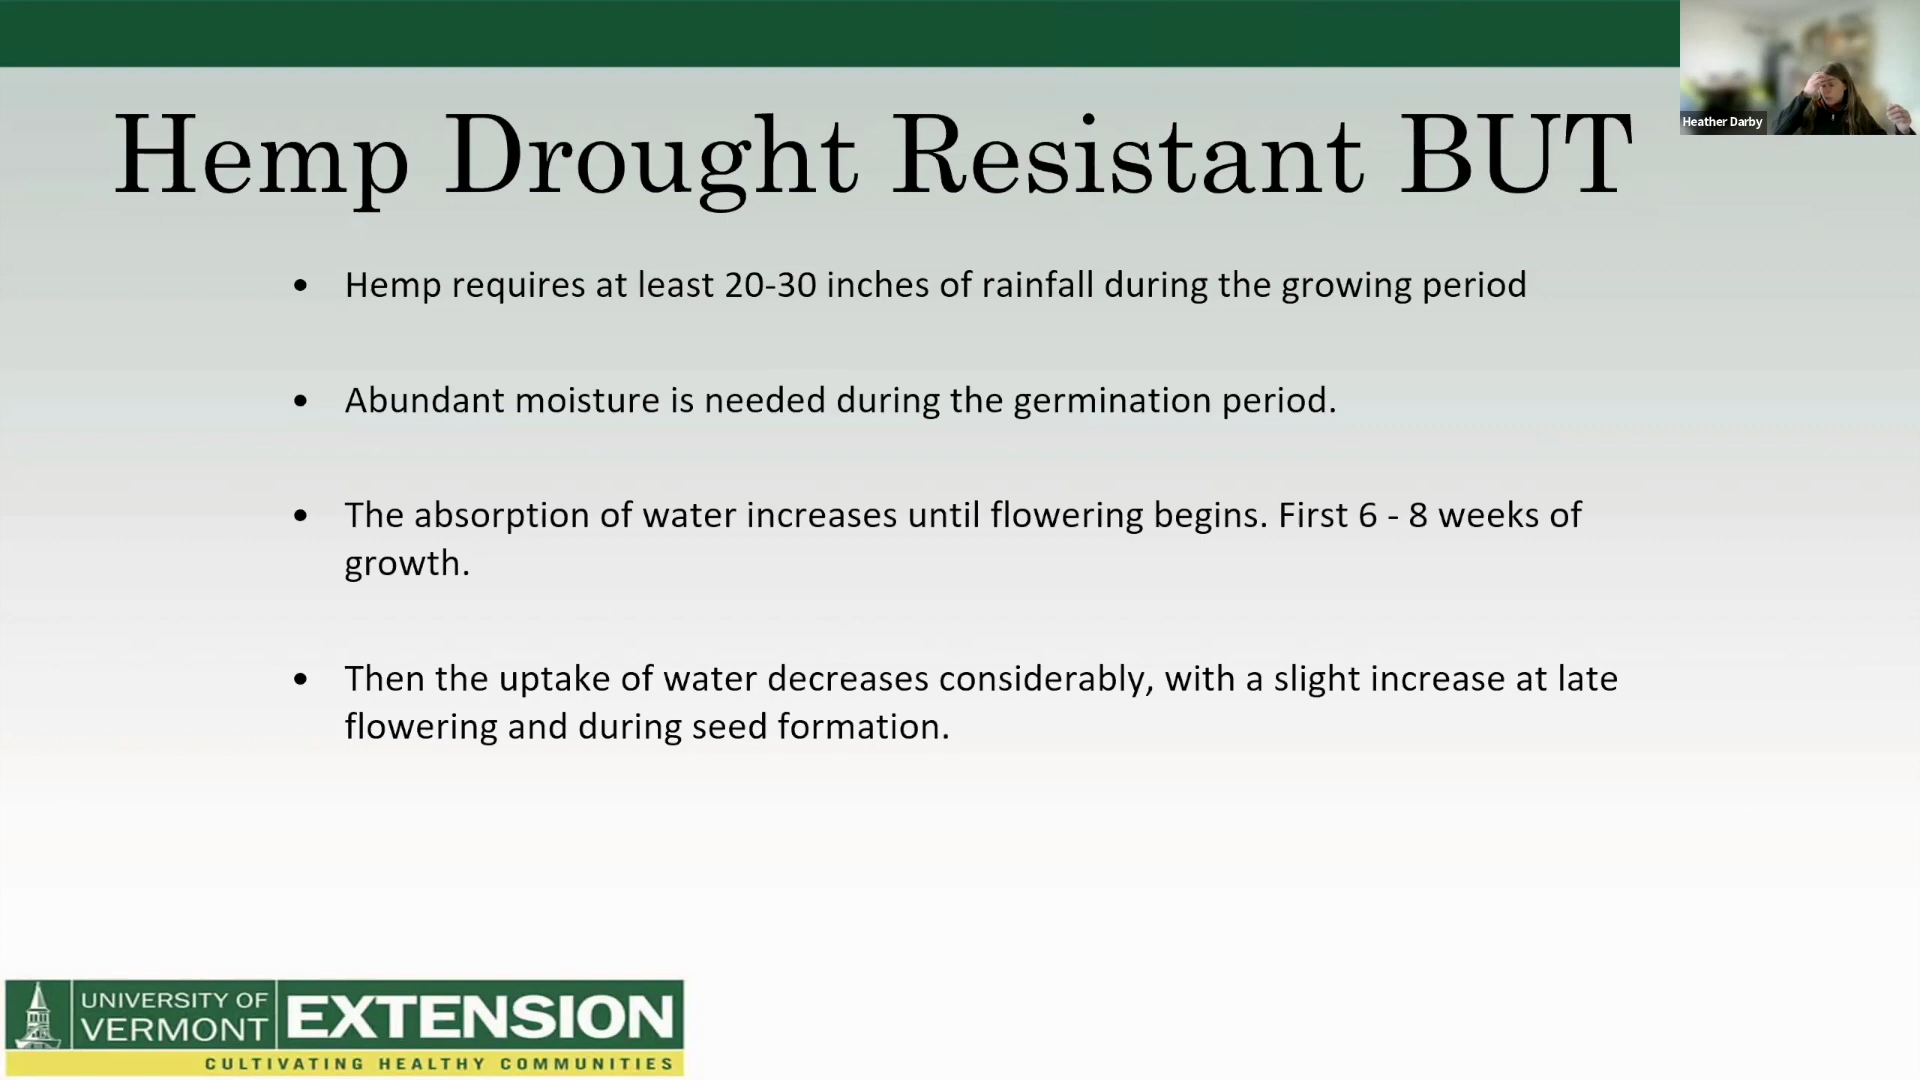 Hemp Drought Resistant BUT
Heather Darby
• Hemp requires at least 20-30 inches of rainfall during the growing period
• Abundant moisture is needed during the germination period.
• The absorption of water increases until flowering begins. First 6 - 8 weeks of
growth.
• Then the uptake of water decreases considerably, with a slight increase at late
flowering and during seed formation.
UNIVERSITY OF
VERMONT
EXTENSION
CULTIVATING HEALTHY COMMUNITIES